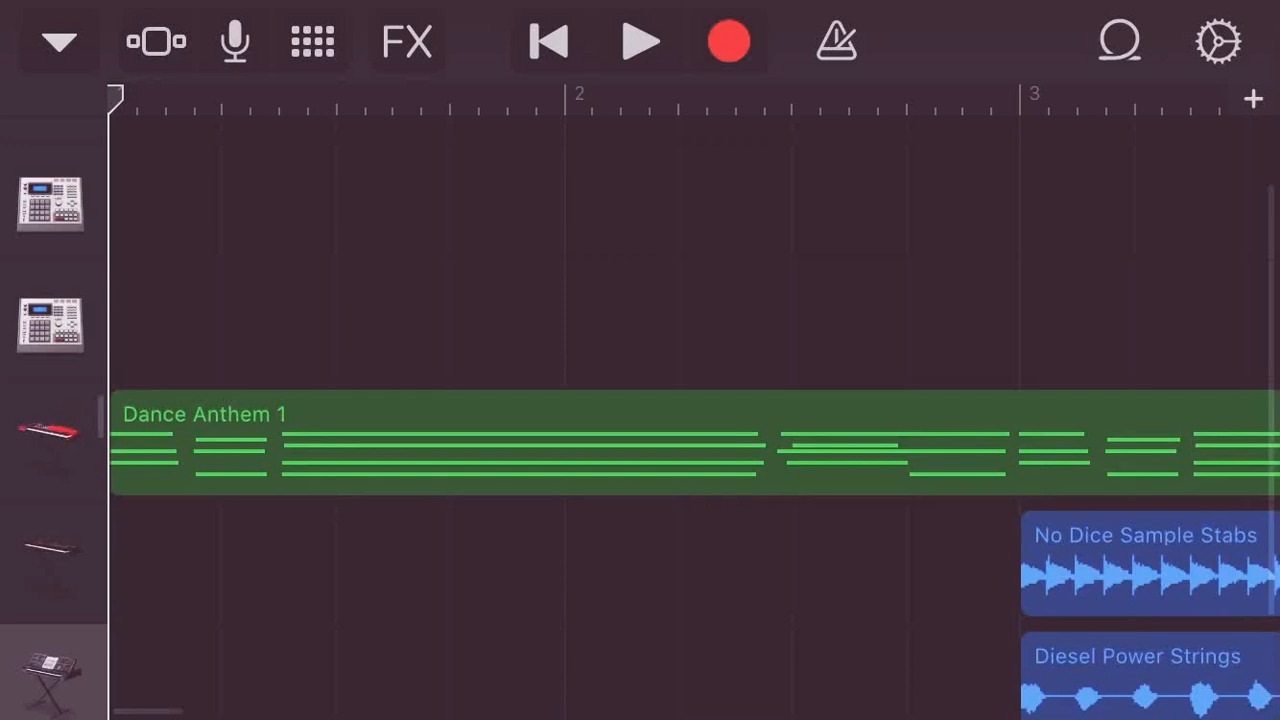 FX
2
3
Dance Anthem 1
No Dice Sample Stabs
Diesel Power Strings